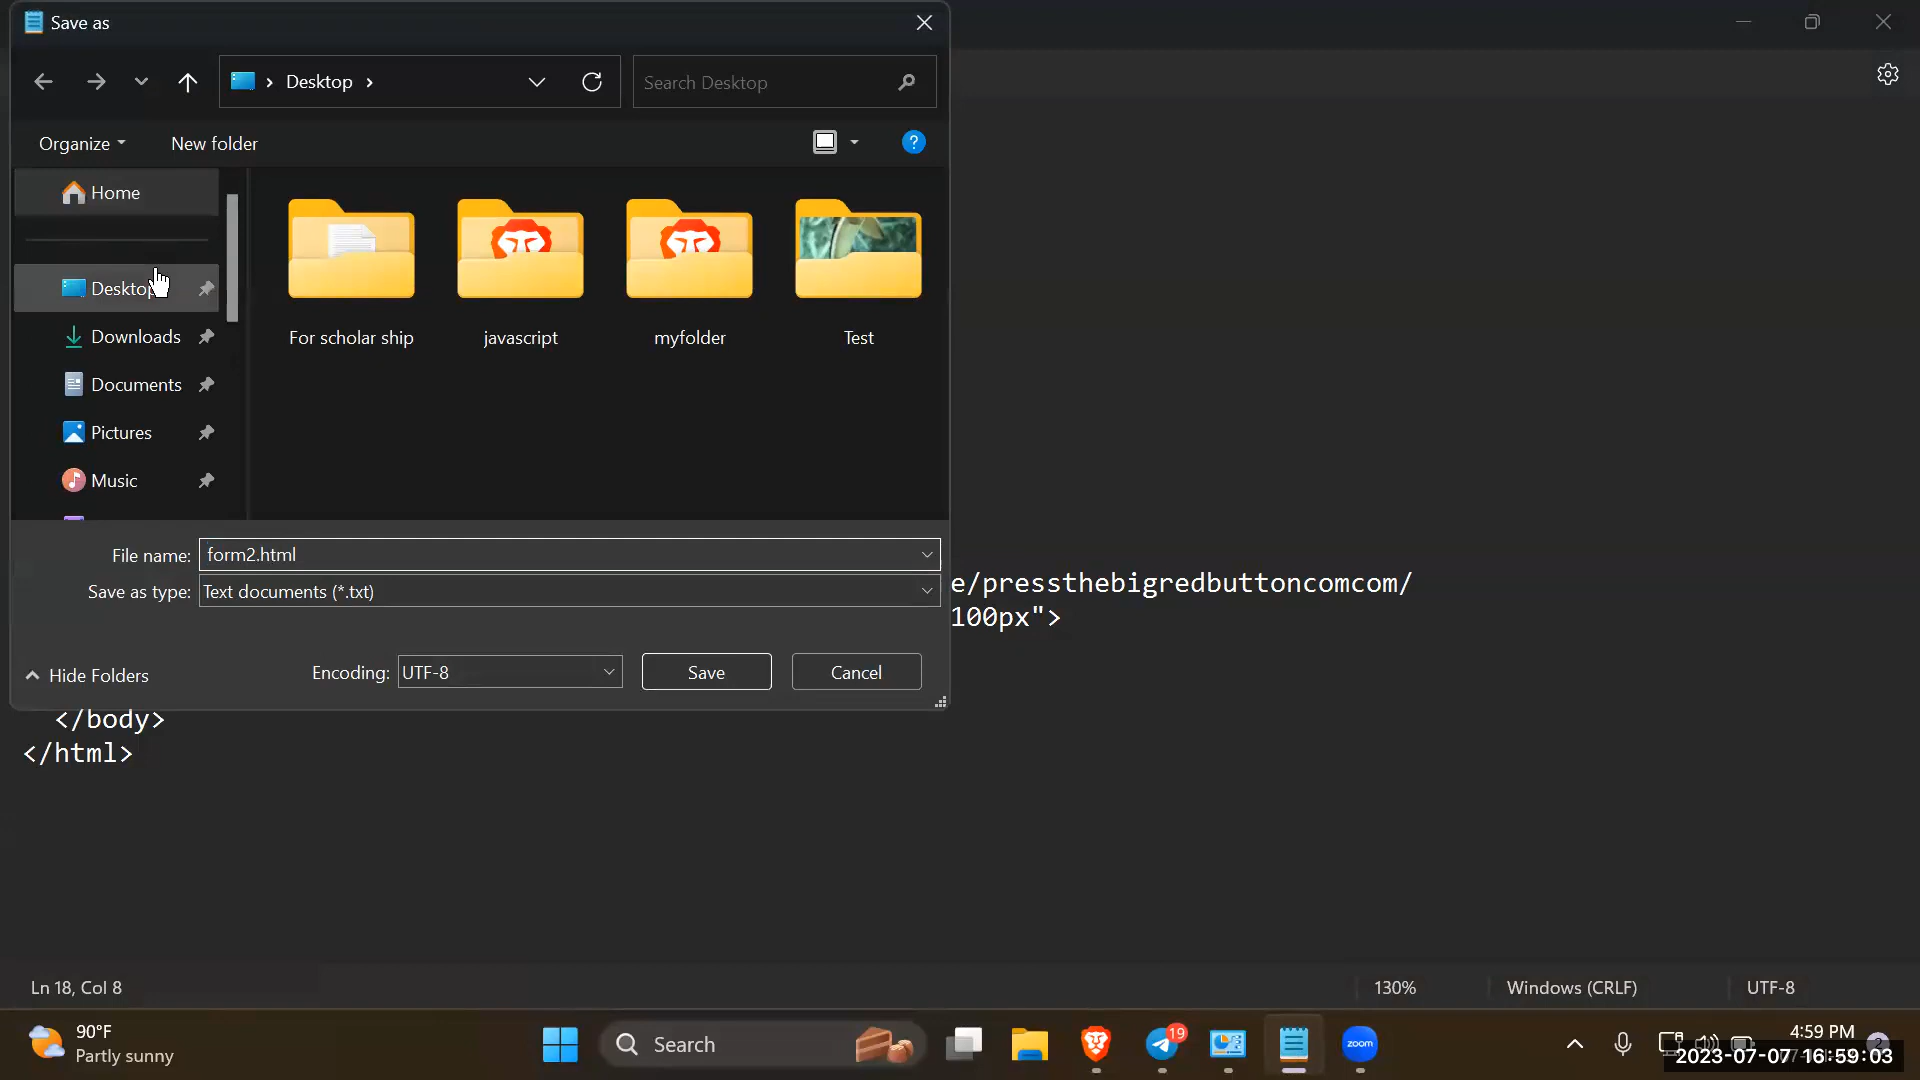 Save as
Desktop
Search Desktop
Organize
New folder
Home
Desktop
Downloads
Documents
Pictures
Music
For scholar ship
javascript
myfolder
Test
File name:
form2.html
Save as type:
Text documents (*.txt)
Hide Folders
Encoding:
UTF-8
Save
Cancel
e/pressthebigredbuttoncomcom/
100px">
</body>
</html>
Ln 18, Col 8
130%
Windows (CRLF)
UTF-8
90°F
Partly sunny
Search
19
zoom
4:59 PM
2
2023-07-07 16:59:03